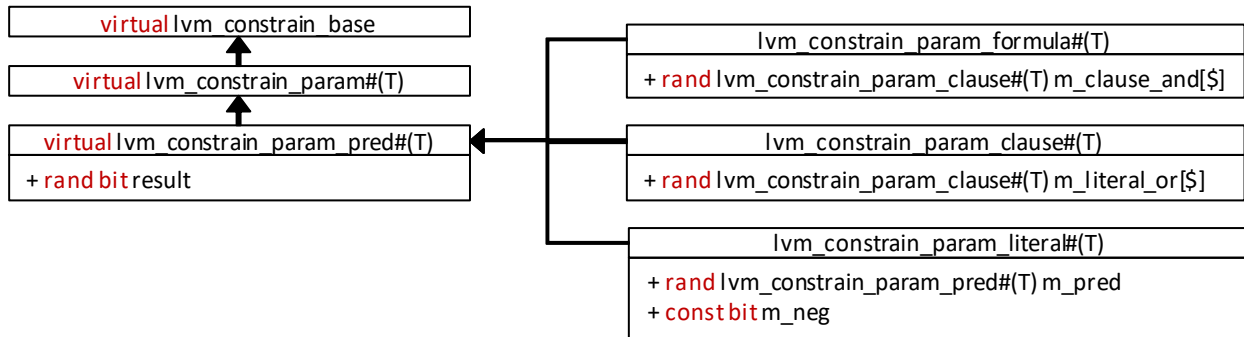 virtual lvm_constrain_base
virtual lvm_constrain_param#(T)
virtual lvm_constrain_param_pred#(T)
+ rand bit result
lvm_constrain_param_formula#(T)
+ rand lvm_constrain_param_clause#(T) m_clause_and[$]
lvm_constrain_param_clause#(T)
+ rand lvm_constrain_param_clause#(T) m_literal_or[$]
lvm_constrain_param_literal#(T)
+ rand lvm_constrain_param_pred#(T) m_pred
+ const bit m_neg